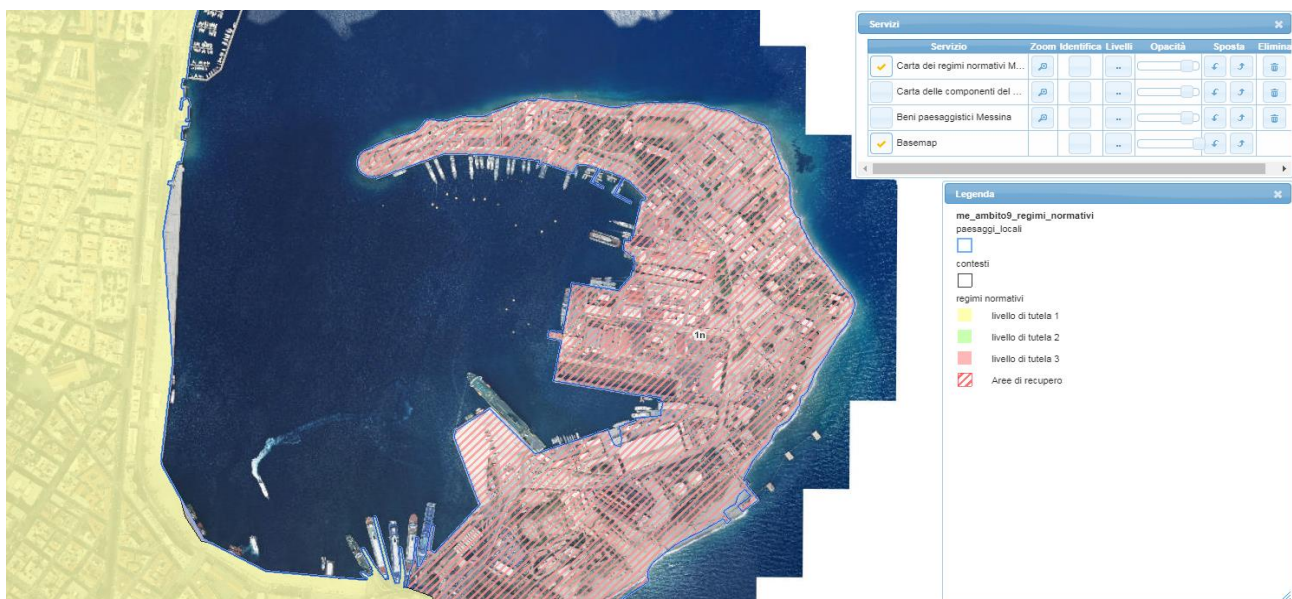 Servizi
Servizio Zoom Identifica Livelli Opacità Sposta Elimina
Carta dei regimi normativi M...
Carta delle componenti del ...
Beni paesaggistici Messina
Basemap
Legenda
me_ambito9_regimi_normativi
paesaggi_locali
contesti
regimi normativi
livello di tutela 1
livello di tutela 2
livello di tutela 3
Aree di recupero
1n